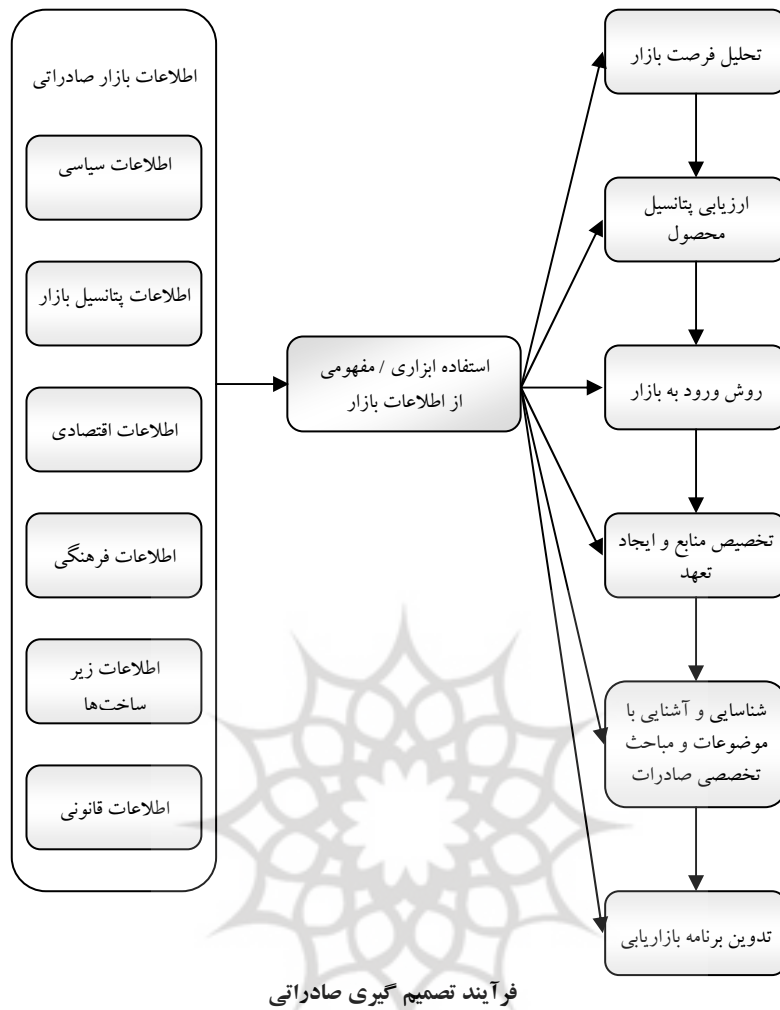 اطلاعات بازار صادراتی
اطلاعات سیاسی
اطلاعات پتانسیل بازار
اطلاعات اقتصادی
اطلاعات فرهنگی
اطلاعات زیر
ساخت‌ها
اطلاعات قانونی
استفاده ابزاری / مفهومی
از اطلاعات بازار
تحلیل فرصت بازار
ارزیابی پتانسیل
محصول
روش ورود به بازار
تخصیص منابع و ایجاد
تعهد
شناسایی و آشنایی با
موضوعات و مباحث
تخصصی صادرات
تدوین برنامه بازاریابی
فرآیند تصمیم گیری صادراتی